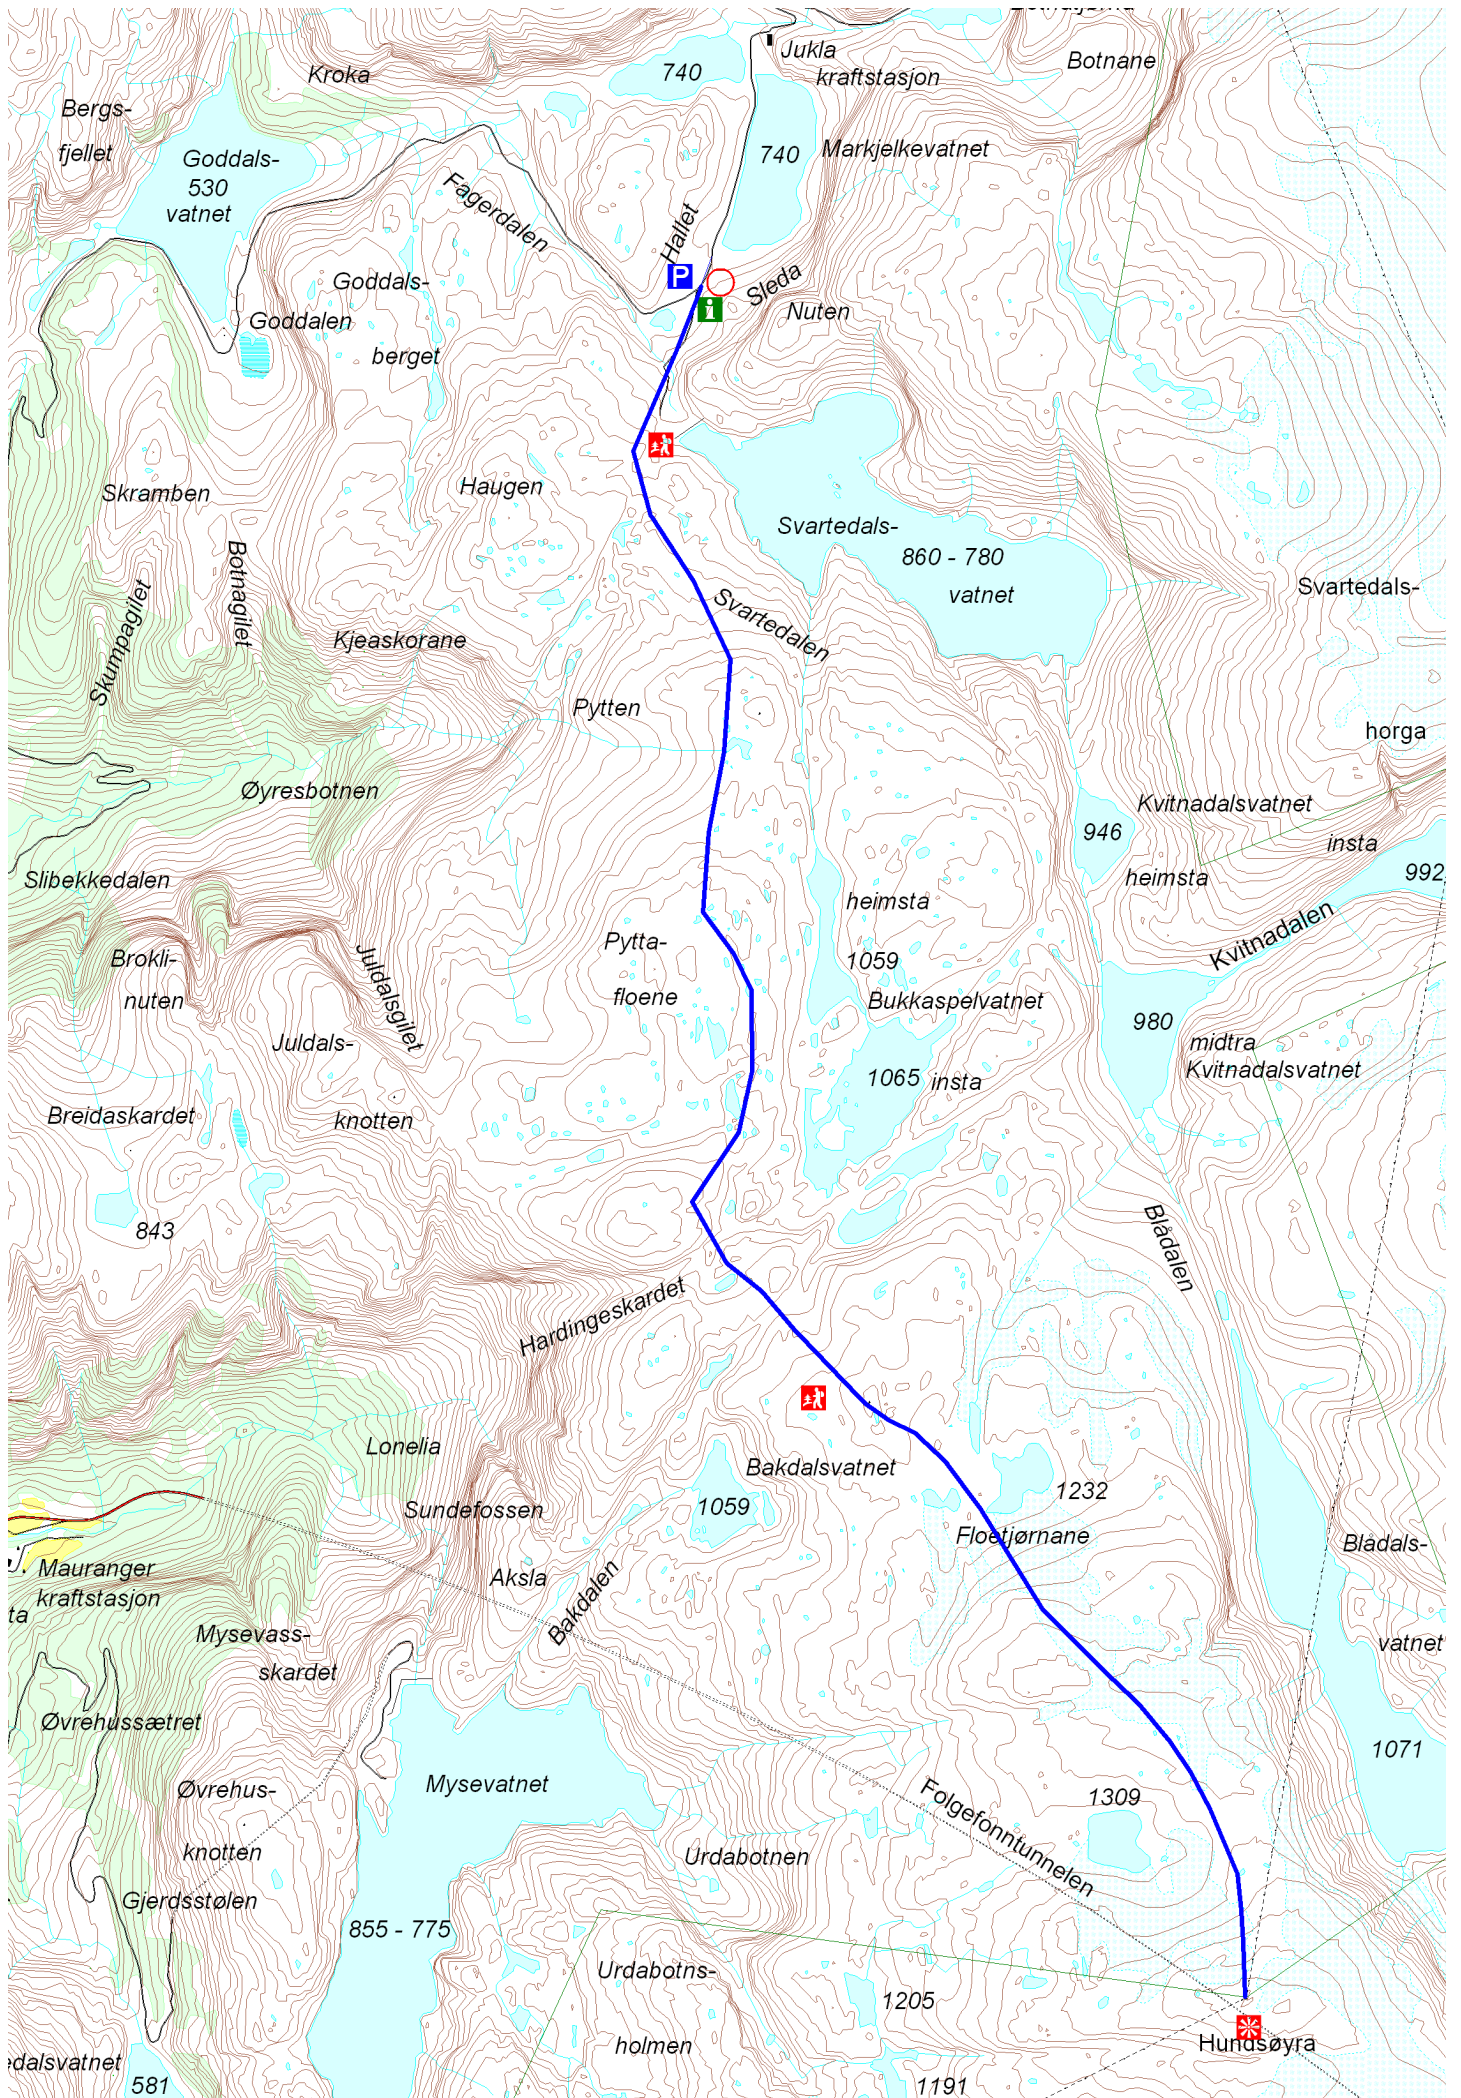 Jukla
kraftstasjon
Botnane
Kroka
740
Bergs-
fjellet
Goddals-
530
vatnet
740
Markjelkevatnet
Fagerdalen
Hallet
P
i
Sleda
Nuten
Goddals-
Goddalen
berget
Skramben
Haugen
Svartedals-
860 - 780
vatnet
Svartedals-
Botnagilet
Skumpagilet
Kjeaskorane
Svartedalen
Pytten
horga
Øyresbotnen
Kvitnadalsvatnet
946
insta
992
heimsta
Slibekkedalen
heimsta
Kvitnadalen
Brokli-
nuten
Juldalsgilet
Pytta-
floene
1059
Bukkaspelvatnet
980
midtra
Kvitnadalsvatnet
Juldals-
1065
insta
Breidaskardet
knotten
843
Blådalen
Hardingeskardet
Lonelia
Bakdalsvatnet
1232
Sundefossen
1059
Floetjørnane
Blådals-
Mauranger
kraftstasjon
ta
Aksla
Bakdalen
Mysevass-
skardet
vatnet
Øvrehussætret
1071
Øvrehus-
Mysevatnet
1309
Folgefonntunnelen
knotten
Urdabotnen
Gjerdsstølen
855 - 775
Urdabotns-
1205
holmen
Hundsøyra
edalsvatnet
581
1191